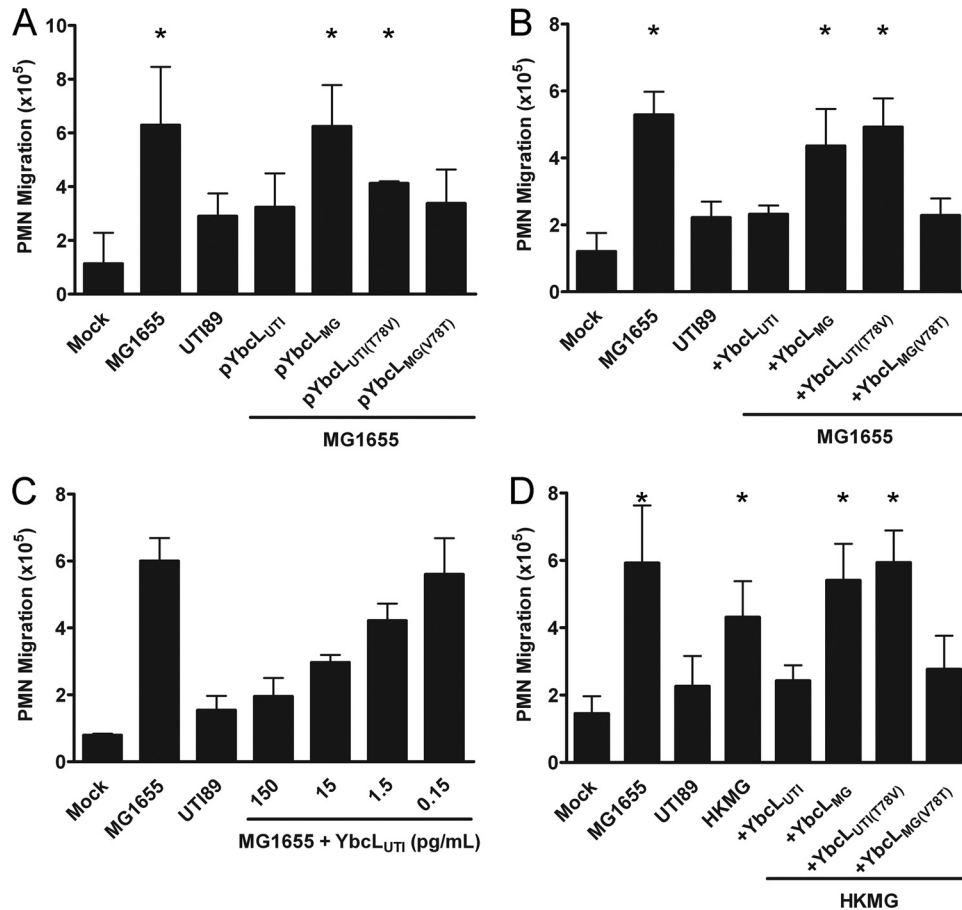 A
PMN Migration (x10⁵)
10
8
6
4
2
0
* * *
Mock
MG1655
UTI89
pYbcL_UTI
pYbcL_MG
pYbcL_UTI(T78V)
pYbcL_MG(V78T)
MG1655
B
PMN Migration (x10⁵)
8
6
4
2
0
* * *
Mock
MG1655
UTI89
+YbcL_UTI
+YbcL_MG
+YbcL_UTI(T78V)
+YbcL_MG(V78T)
MG1655
C
PMN Migration (x10⁵)
8
6
4
2
0
Mock
MG1655
UTI89
150
15
1.5
0.15
MG1655 + YbcL_UTI (pg/mL)
D
PMN Migration (x10⁵)
8
6
4
2
0
* * * *
Mock
MG1655
UTI89
HKMG
+YbcL_UTI
+YbcL_MG
+YbcL_UTI(T78V)
+YbcL_MG(V78T)
HKMG